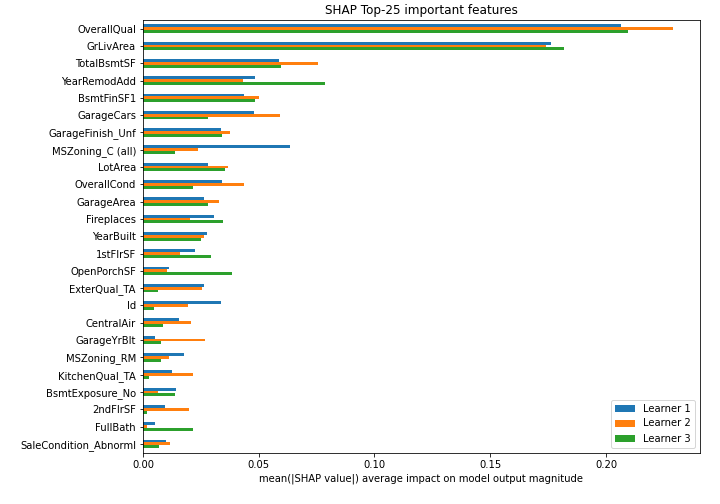 SHAP Top-25 important features
OverallQual
GrLivArea
TotalBsmtSF
YearRemodAdd
BsmtFinSF1
GarageCars
GarageFinish_Unf
MSZoning_C (all)
LotArea
OverallCond
GarageArea
Fireplaces
YearBuilt
1stFlrSF
OpenPorchSF
ExterQual_TA
Id
CentralAir
GarageYrBlt
MSZoning_RM
KitchenQual_TA
BsmtExposure_No
2ndFlrSF
FullBath
SaleCondition_Abnorml
Learner 1
Learner 2
Learner 3
0.00 0.05 0.10 0.15 0.20
mean(|SHAP value|) average impact on model output magnitude